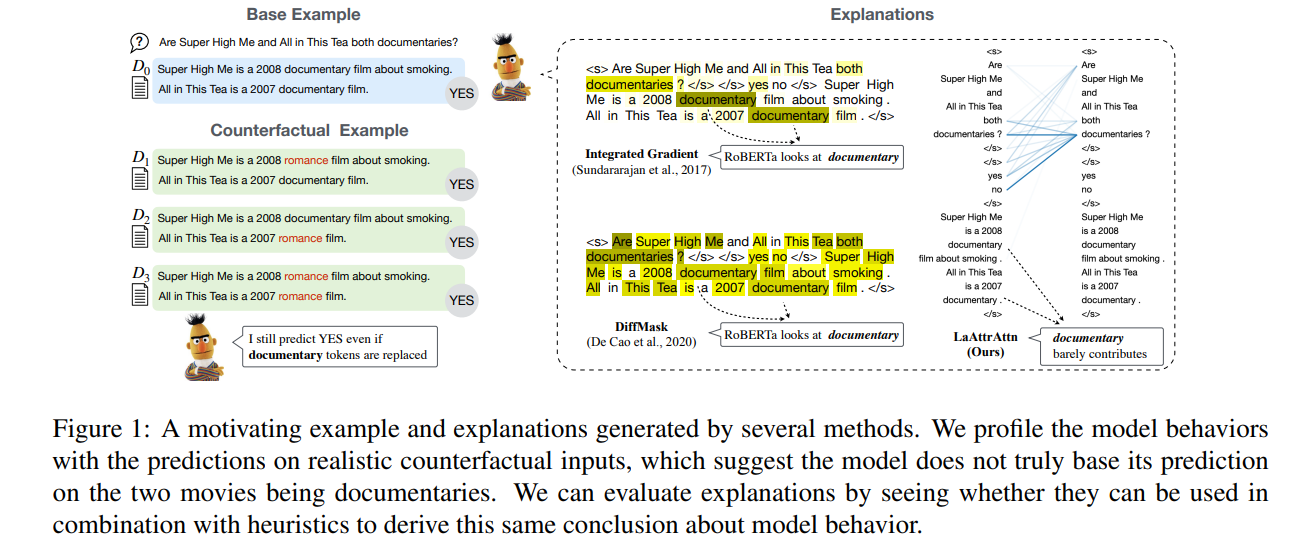 Base Example
Are Super High Me and All in This Tea both documentaries?
D0
Super High Me is a 2008 documentary film about smoking.
All in This Tea is a 2007 documentary film.
YES
Counterfactual Example
D1
Super High Me is a 2008 romance film about smoking.
All in This Tea is a 2007 documentary film.
YES
D2
Super High Me is a 2008 documentary film about smoking.
All in This Tea is a 2007 romance film.
YES
D3
Super High Me is a 2008 romance film about smoking.
All in This Tea is a 2007 romance film.
YES
I still predict YES even if
documentary tokens are replaced
Explanations
<s> Are Super High Me and All in This Tea both
documentaries ? </s> </s> yes no </s> Super High
Me is a 2008 documentary film about smoking .
All in This Tea is a 2007 documentary film . </s>
Integrated Gradient
(Sundararajan et al., 2017)
RoBERTa looks at documentary
<s> Are Super High Me and All in This Tea both
documentaries ? </s> </s> yes no </s> Super High
Me is a 2008 documentary film about smoking .
All in This Tea is a 2007 documentary film . </s>
DiffMask
(De Cao et al., 2020)
RoBERTa looks at documentary
<s>
Are
Super High Me
and
All in This Tea
both
documentaries ?
</s>
</s>
yes
no
</s>
Super High Me
is a 2008
documentary
film about smoking .
All in This Tea
is a 2007
documentary .
</s>
<s>
Are
Super High Me
and
All in This Tea
both
documentaries ?
</s>
</s>
yes
no
</s>
Super High Me
is a 2008
documentary
film about smoking .
All in This Tea
is a 2007
documentary .
</s>
LaAttrAttn
(Ours)
documentary
barely contributes
Figure 1: A motivating example and explanations generated by several methods. We profile the model behaviors
with the predictions on realistic counterfactual inputs, which suggest the model does not truly base its prediction
on the two movies being documentaries. We can evaluate explanations by seeing whether they can be used in
combination with heuristics to derive this same conclusion about model behavior.